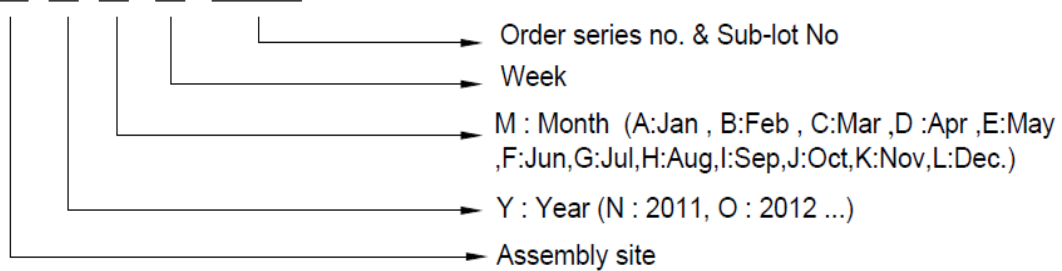 Order series no. & Sub-lot No
Week
M : Month (A:Jan , B:Feb , C:Mar ,D :Apr ,E:May
,F:Jun,G:Jul,H:Aug,I:Sep,J:Oct,K:Nov,L:Dec.)
Y : Year (N : 2011, O : 2012 ...)
Assembly site